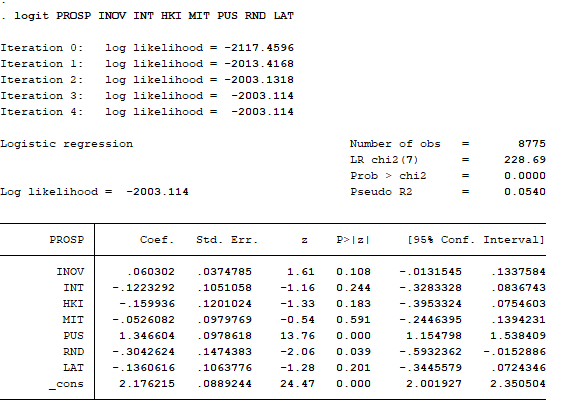 .
. logit PROSP INOV INT HKI MIT PUS RND LAT
Iteration 0:   log likelihood = -2117.4596
Iteration 1:   log likelihood = -2013.4168
Iteration 2:   log likelihood = -2003.1318
Iteration 3:   log likelihood =  -2003.114
Iteration 4:   log likelihood =  -2003.114
Logistic regression                               Number of obs   =       8775
LR chi2(7)      =     228.69
Prob > chi2     =     0.0000
Log likelihood =  -2003.114                       Pseudo R2       =     0.0540
PROSP |      Coef.   Std. Err.      z    P>|z|     [95% Conf. Interval]
INOV |    .060302   .0374785     1.61   0.108    -.0131545    .1337584
INT |  -.1223292   .1051058    -1.16   0.244    -.3283328    .0836743
HKI |   -.159936   .1201024    -1.33   0.183    -.3953324    .0754603
MIT |  -.0526082   .0979769    -0.54   0.591    -.2446395    .1394231
PUS |   1.346604   .0978618    13.76   0.000     1.154798    1.538409
RND |  -.3042624   .1474383    -2.06   0.039    -.5932362   -.0152886
LAT |  -.1360616   .1063776    -1.28   0.201    -.3445579    .0724346
_cons |   2.176215   .0889244    24.47   0.000     2.001927    2.350504